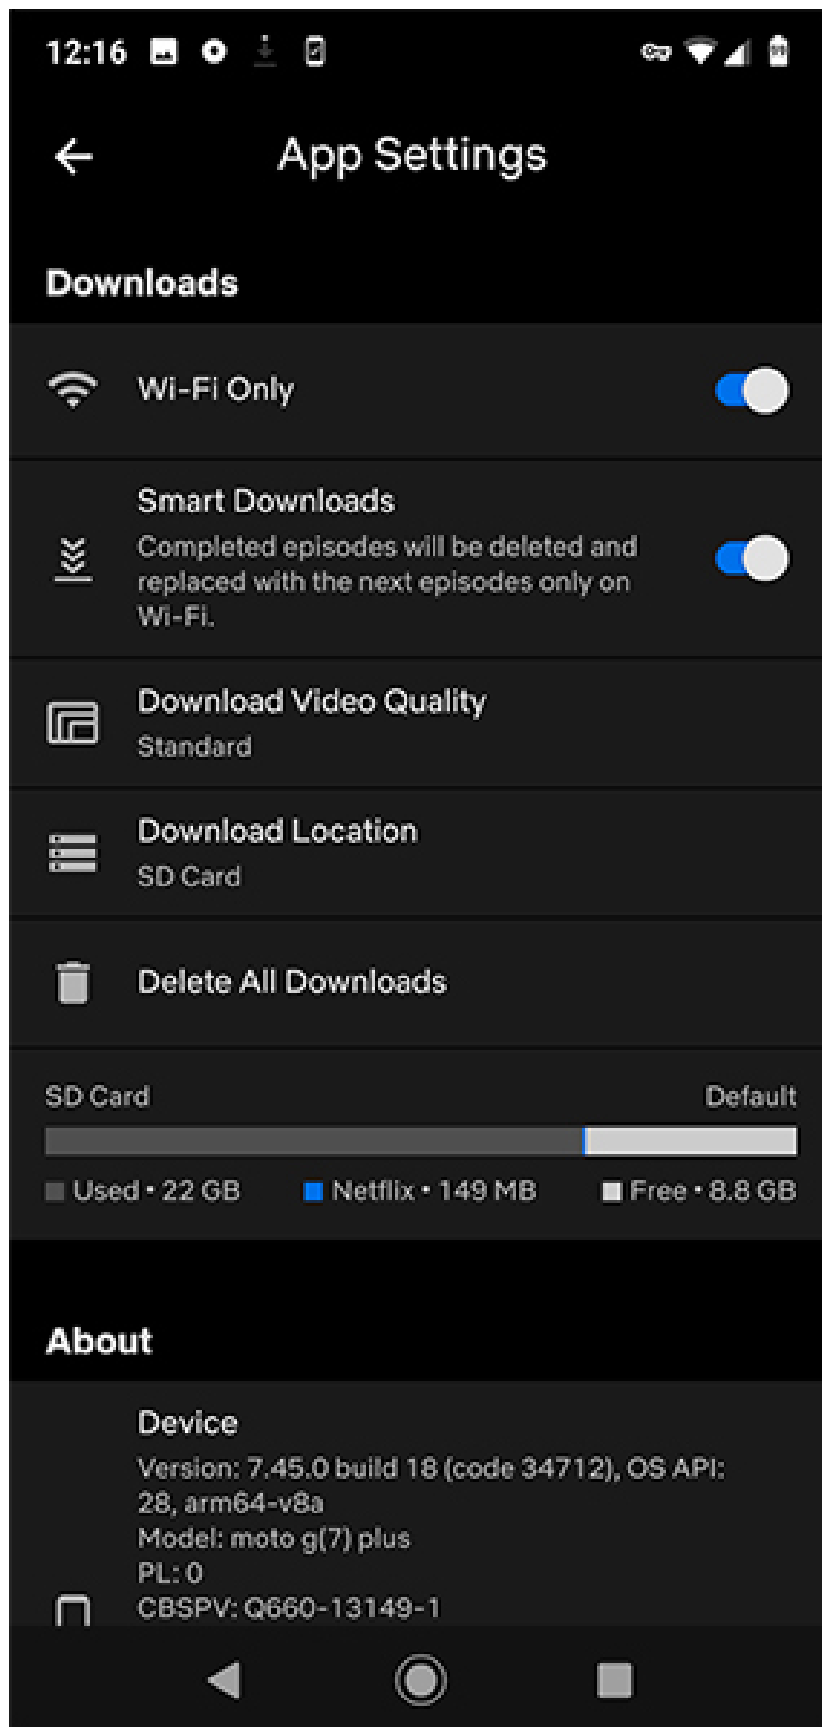 12:16
App Settings
Downloads
Wi-Fi Only
Smart Downloads
Completed episodes will be deleted and
replaced with the next episodes only on
Wi-Fi.
Download Video Quality
Standard
Download Location
SD Card
Delete All Downloads
SD Card Default
Used • 22 GB Netflix • 149 MB Free • 8.8 GB
About
Device
Version: 7.45.0 build 18 (code 34712), OS API:
28, arm64-v8a
Model: moto g(7) plus
PL: 0
CBSPV: Q660-13149-1